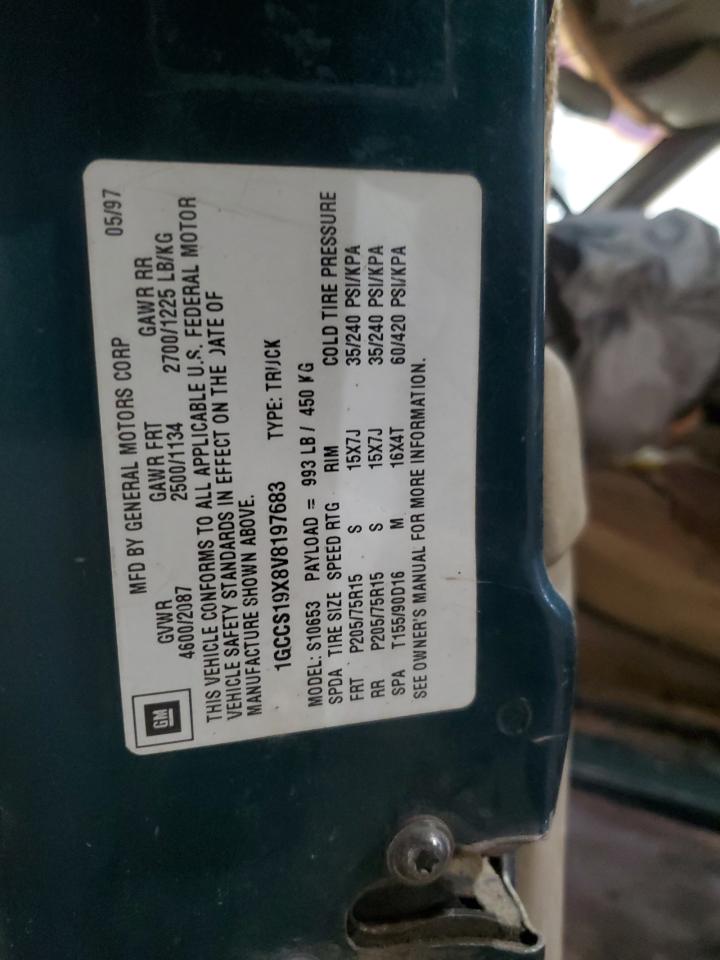 MFD BY GENERAL MOTORS CORP 05/97
GM
GVWR GAWR FRT GAWR RR
4600/2087 2500/1134 2700/1225 LB/KG
THIS VEHICLE CONFORMS TO ALL APPLICABLE U.S. FEDERAL MOTOR
VEHICLE SAFETY STANDARDS IN EFFECT ON THE DATE OF
MANUFACTURE SHOWN ABOVE.
1GCCS19X8V8197683 TYPE: TRUCK
MODEL: S10653 PAYLOAD = 993 LB / 450 KG
SPDA TIRE SIZE SPEED RTG RIM COLD TIRE PRESSURE
FRT P205/75R15 S 15X7J 35/240 PSI/KPA
RR P205/75R15 S 15X7J 35/240 PSI/KPA
SPA T155/90D16 M 16X4T 60/420 PSI/KPA
SEE OWNER'S MANUAL FOR MORE INFORMATION.